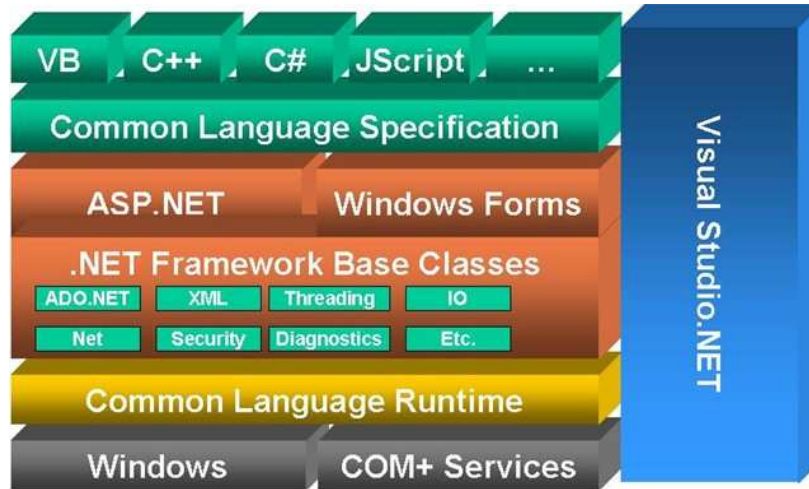 VB C++ C# JScript ...
Common Language Specification
ASP.NET Windows Forms
.NET Framework Base Classes
ADO.NET XML Threading IO
Net Security Diagnostics Etc.
Common Language Runtime
Windows COM+ Services
Visual Studio.NET